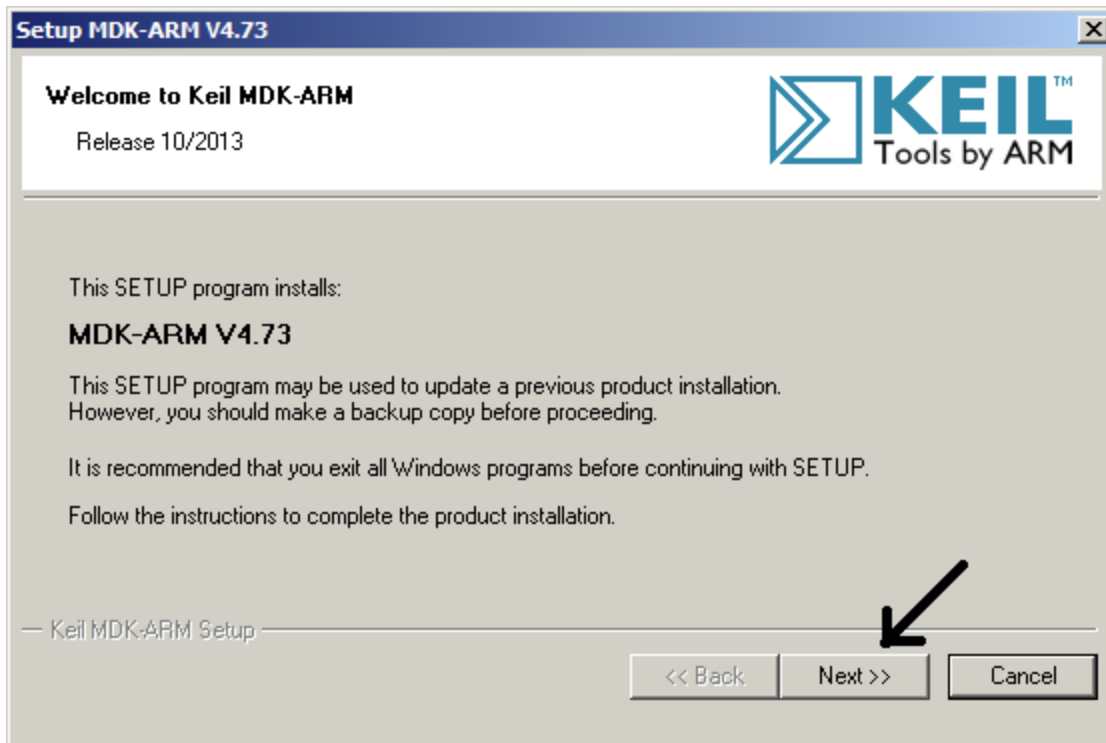 Setup MDK-ARM V4.73
Welcome to Keil MDK-ARM
Release 10/2013
KEIL™
Tools by ARM
This SETUP program installs:
MDK-ARM V4.73
This SETUP program may be used to update a previous product installation.
However, you should make a backup copy before proceeding.
It is recommended that you exit all Windows programs before continuing with SETUP.
Follow the instructions to complete the product installation.
Keil MDK-ARM Setup
<< Back Next >> Cancel